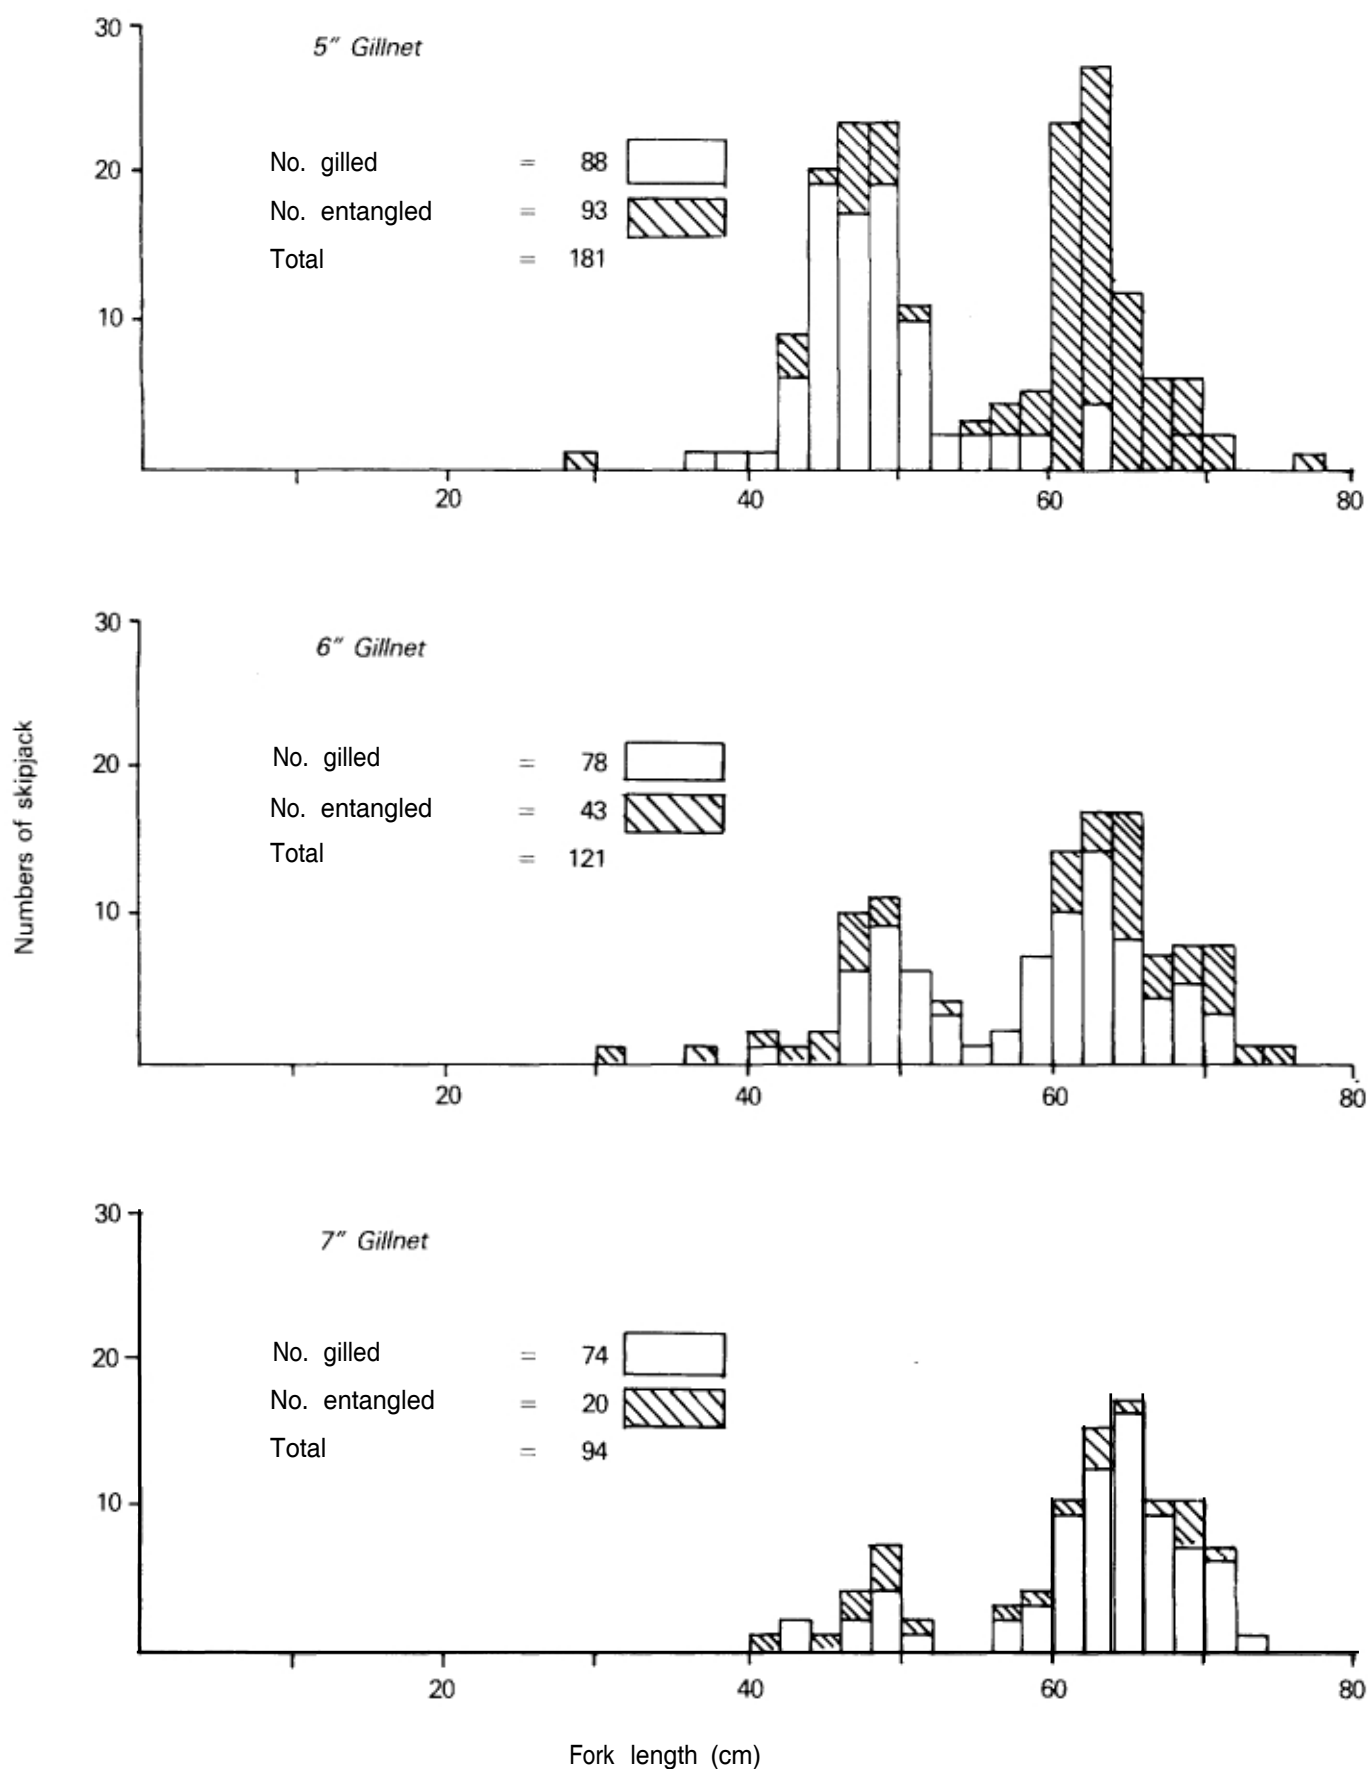 30
5" Gillnet
No. gilled = 88
20
No. entangled = 93
Total = 181
10
20 40 60 80
30
6" Gillnet
No. gilled = 78
20
No. entangled = 43
Total = 121
Numbers of skipjack
10
20 40 60 80
30
7" Gillnet
No. gilled = 74
20
No. entangled = 20
Total = 94
10
20 40 60 80
Fork length (cm)